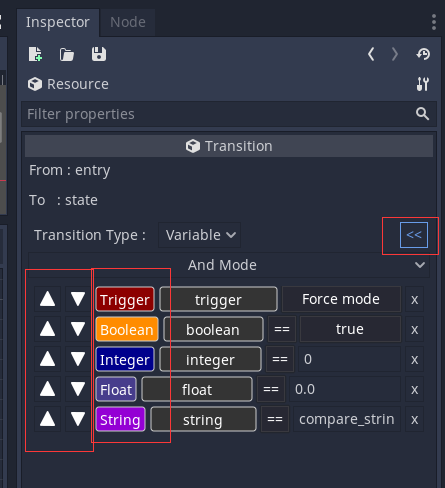 Inspector Node
Resource
Filter properties
Transition
From : entry
To : state
Transition Type : Variable <<
And Mode
Trigger trigger Force mode x
Boolean boolean == true x
Integer integer == 0 x
Float float == 0.0 x
String string == compare_strin x